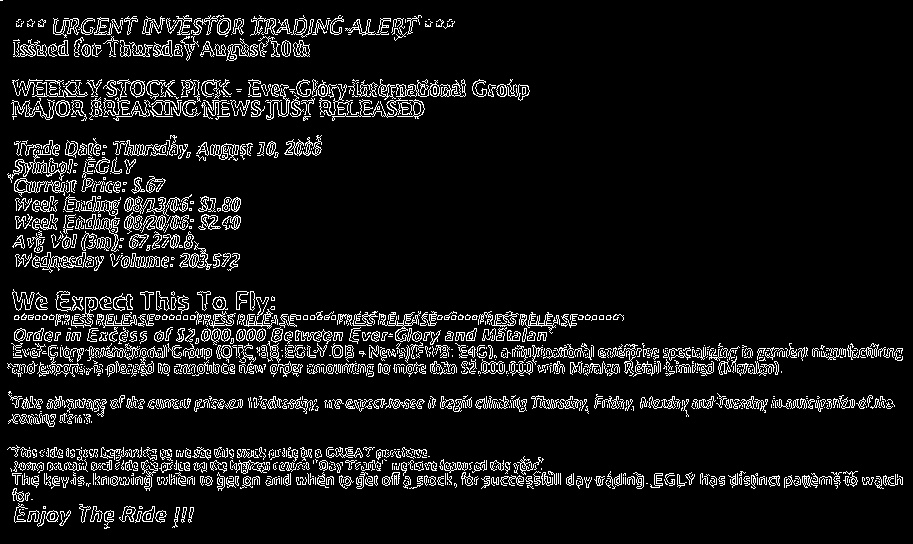 *** URGENT INVESTOR TRADING ALERT ***
Issued for Thursday August 10th
WEEKLY STOCK PICK - Ever-Glory International Group
MAJOR BREAKING NEWS JUST RELEASED
Trade Date: Thursday, August 10, 2006
Symbol: EGLY
Current Price: $.67
Week Ending 08/13/06: $1.80
Week Ending 08/20/06: $2.40
Avg Vol (3m): 67,270.8
Wednesday Volume: 203,572
We Expect This To Fly:
******PRESS RELEASE******PRESS RELEASE******PRESS RELEASE******PRESS RELEASE******
Order in Excess of $2,000,000 Between Ever-Glory and Matalan
Ever-Glory International Group (OTC BB:EGLY.OB - News)(FWB: E4G), a multinational enterprise specializing in garment manufacturing
and exports, is pleased to announce new order amounting to more than $2,000,000 with Matalan Retail Limited (Matalan).
Take advantage of the current price on Wednesday, we expect to see it begin climbing Thursday, Friday, Monday and Tuesday in anticipation of the
coming news.
This ride is just beginning as we see this stock price in a GREAT purchase.
and ride the price up the highest return "Day Trade" we have featured this year.
The key is, knowing when to get on and when to get off a stock, for successfull day trading. EGLY has distinct patterns to watch
for.
Enjoy The Ride !!!